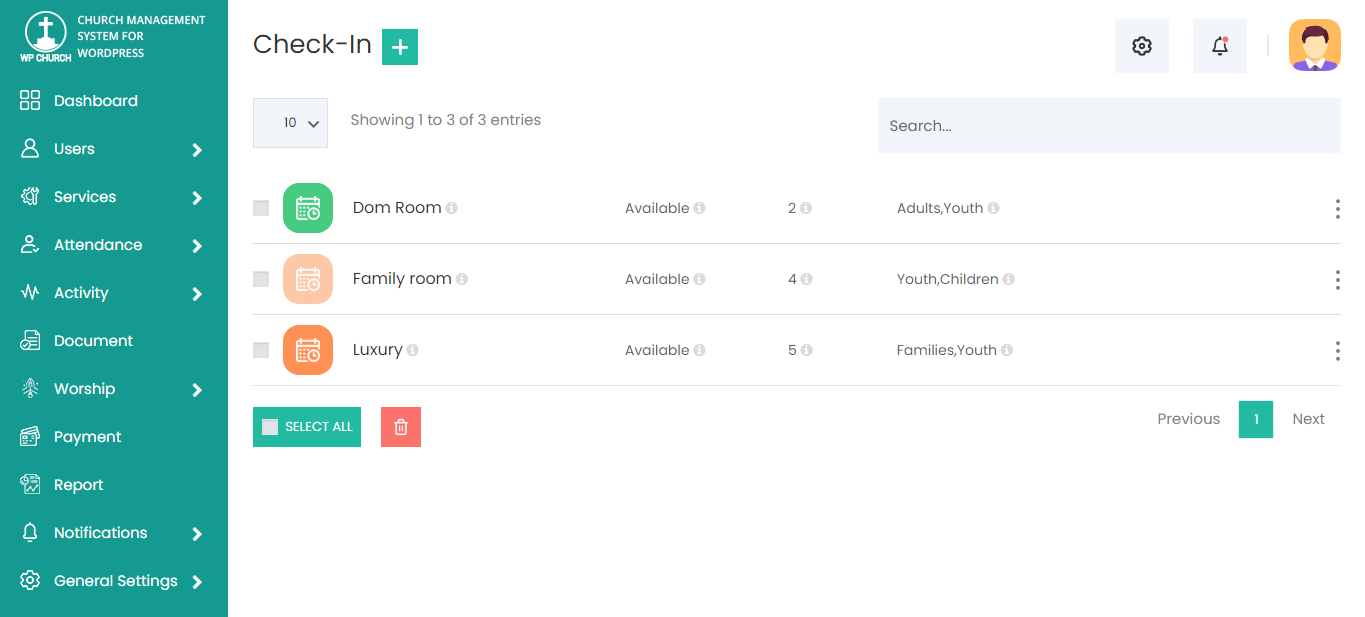 CHURCH MANAGEMENT
SYSTEM FOR
WORDPRESS
WP CHURCH
Dashboard
Users
Services
Attendance
Activity
Document
Worship
Payment
Report
Notifications
General Settings
Check-In
10
Showing 1 to 3 of 3 entries
Search...
Dom Room Available 2 Adults,Youth
Family room Available 4 Youth,Children
Luxury Available 5 Families,Youth
SELECT ALL
Previous 1 Next